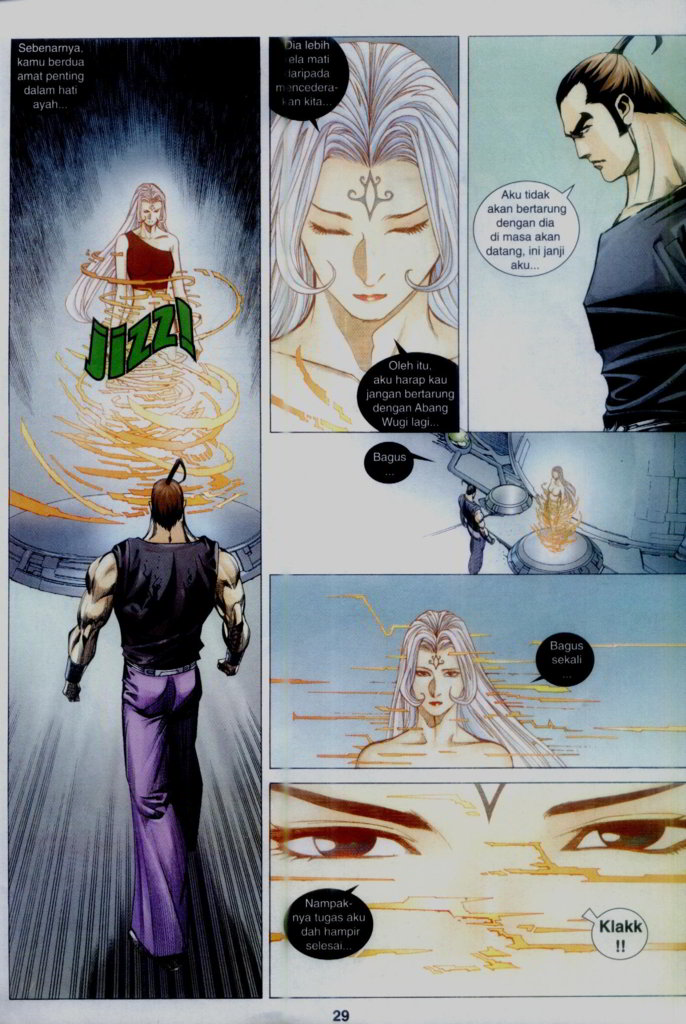 Sebenarnya,
kamu berdua
amat penting
dalam hati
ayah...
jizz!
Dia lebih
ela mati
daripada
mencedera-
kan kita...
Oleh itu,
aku harap kau
jangan bertarung
dengan Abang
Wugi lagi...
Aku tidak
akan bertarung
dengan dia
di masa akan
datang, ini janji
aku...
Bagus
...
Bagus
sekali
...
Nampak-
nya tugas aku
dah hampir
selesai...
Klakk
!!
29